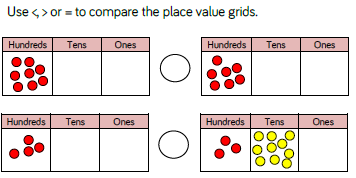 Use <, > or = to compare the place value grids.
Hundreds Tens Ones Hundreds Tens Ones
Hundreds Tens Ones Hundreds Tens Ones